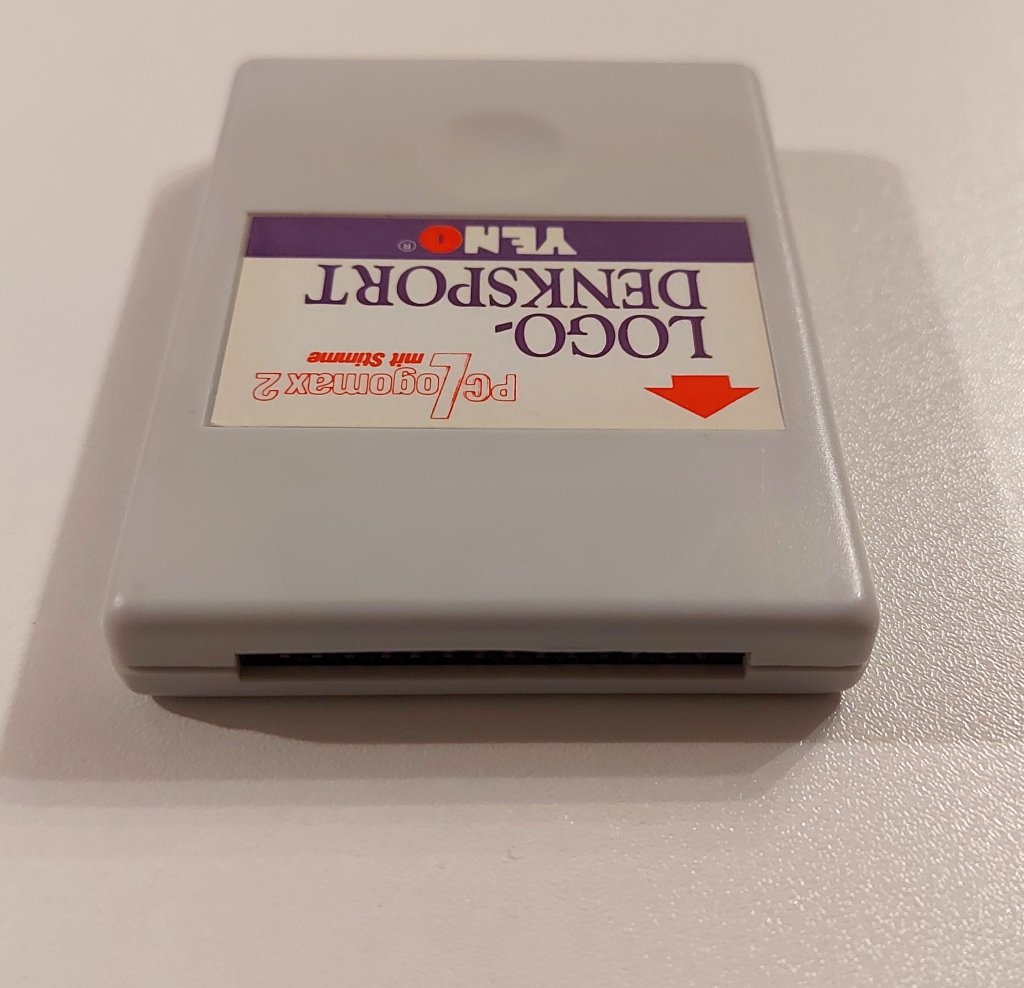 PC Logomax 2
mit Stimme
LOGO-
DENKSPORT
YENO®